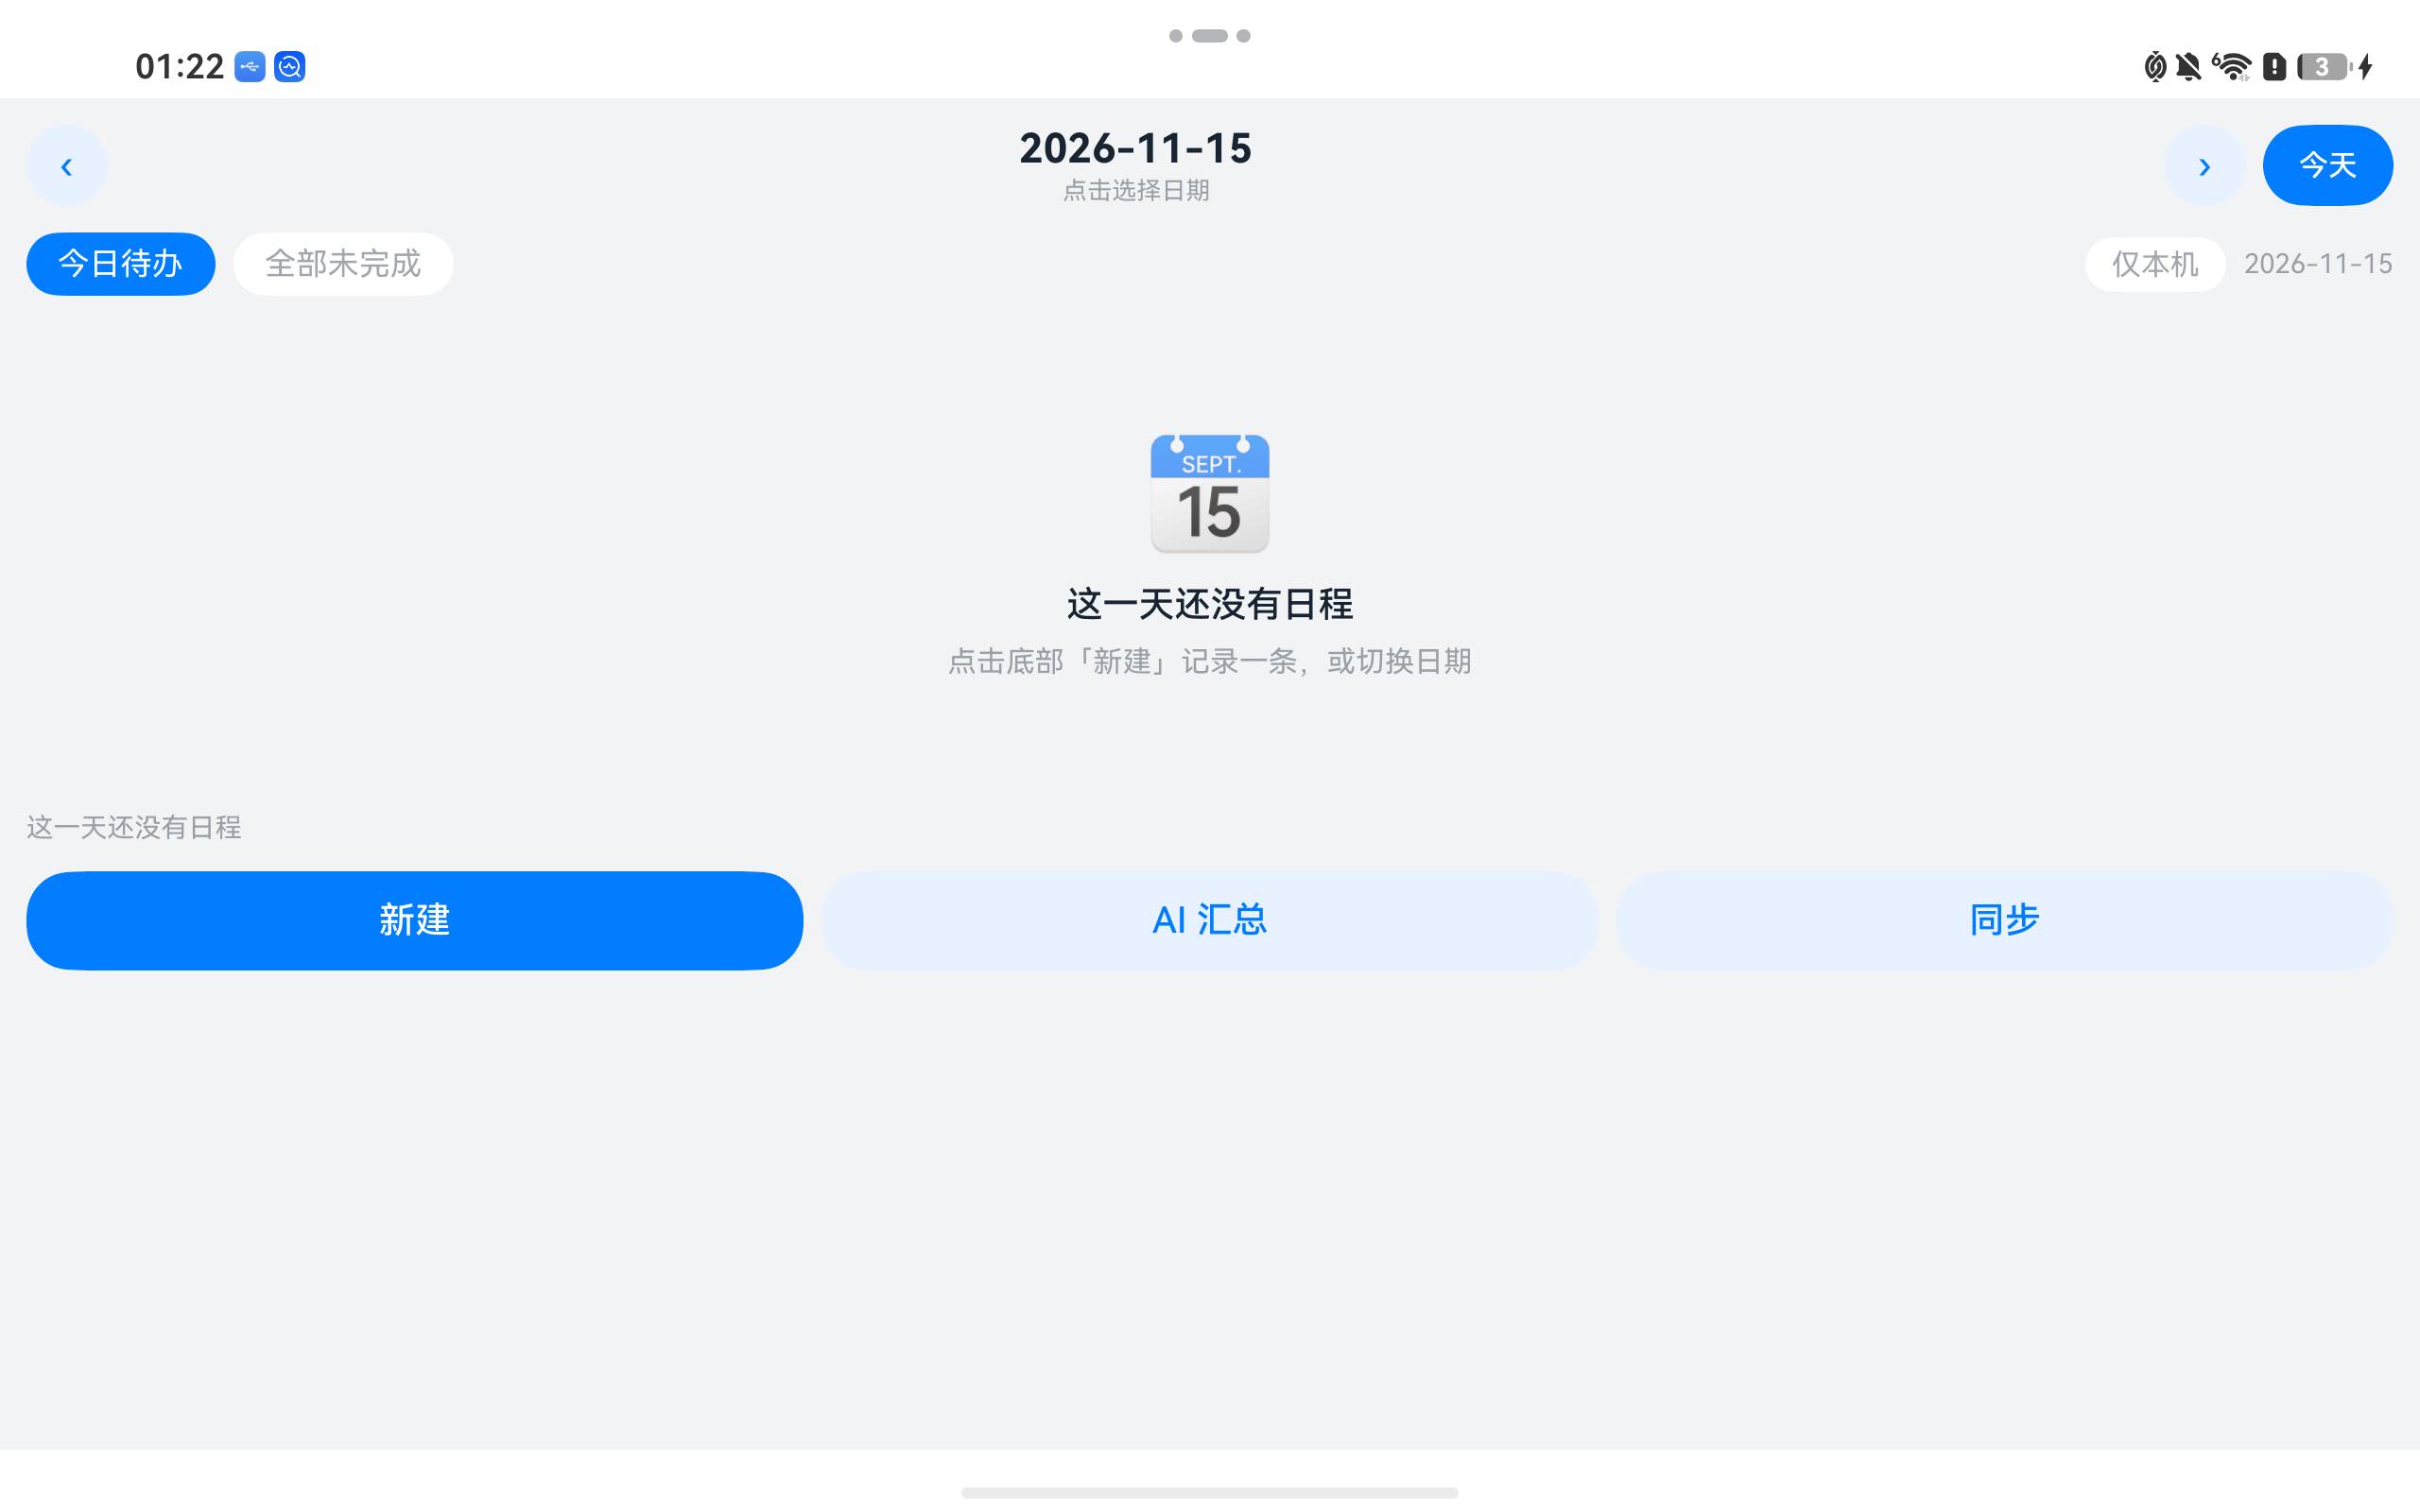 01:22
6
3
‹
2026-11-15
点击选择日期
›
今天
今日待办
全部未完成
仅本机
2026-11-15
SEPT.
15
这一天还没有日程
点击底部「新建」记录一条，或切换日期
这一天还没有日程
新建
AI 汇总
同步